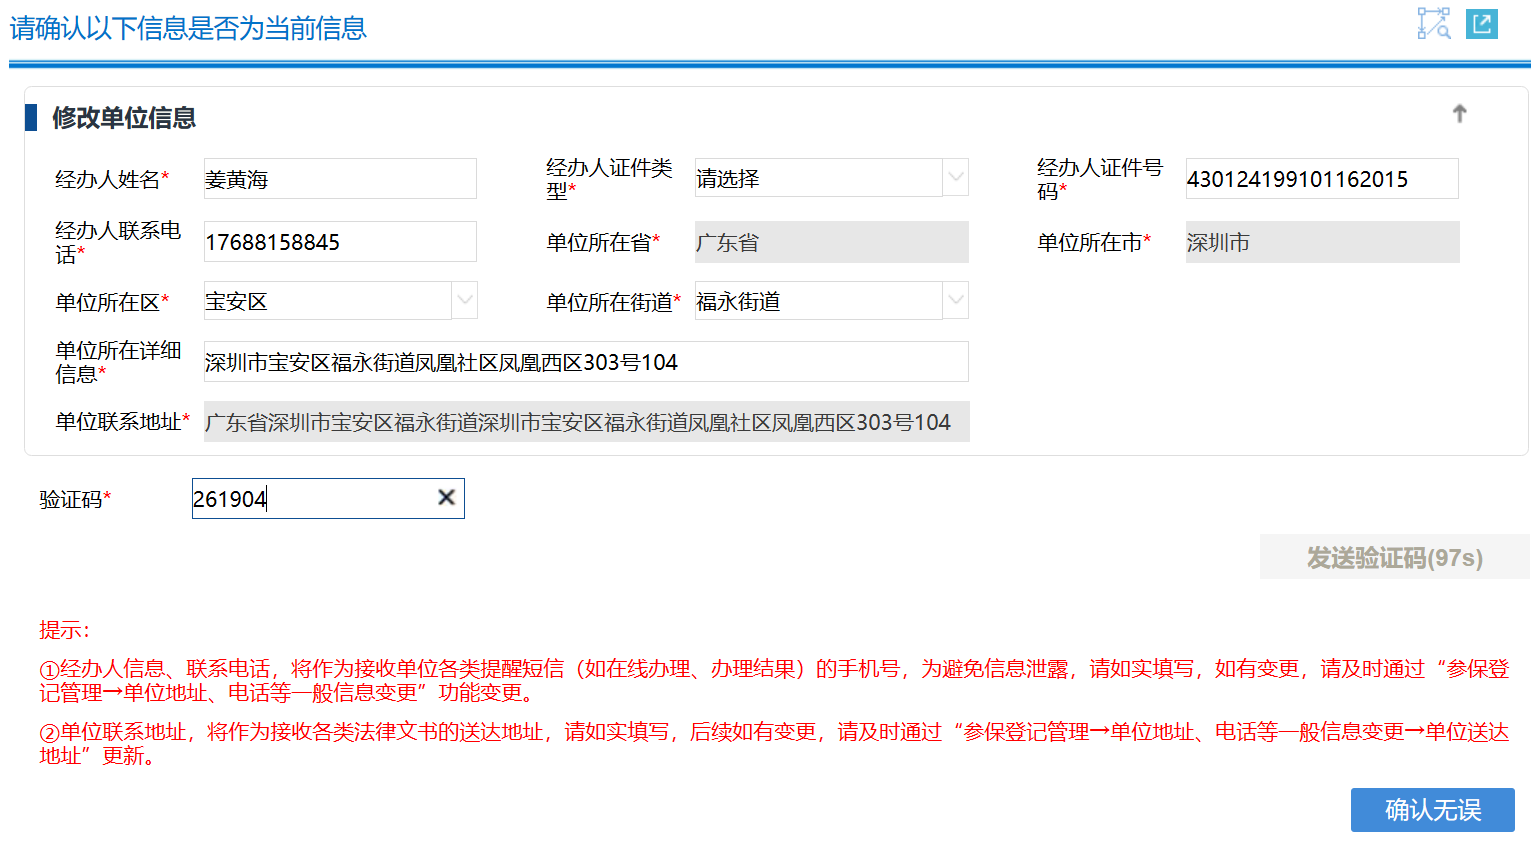 请确认以下信息是否为当前信息
修改单位信息
经办人姓名* 姜黄海 经办人证件类型* 请选择 经办人证件号码* 430124199101162015
经办人联系电话* 17688158845 单位所在省* 广东省 单位所在市* 深圳市
单位所在区* 宝安区 单位所在街道* 福永街道
单位所在详细信息* 深圳市宝安区福永街道凤凰社区凤凰西区303号104
单位联系地址* 广东省深圳市宝安区福永街道深圳市宝安区福永街道凤凰社区凤凰西区303号104
验证码* 261904
发送验证码(97s)
提示：
①经办人信息、联系电话，将作为接收单位各类提醒短信（如在线办理、办理结果）的手机号，为避免信息泄露，请如实填写，如有变更，请及时通过“参保登
记管理→单位地址、电话等一般信息变更”功能变更。
②单位联系地址，将作为接收各类法律文书的送达地址，请如实填写，后续如有变更，请及时通过“参保登记管理→单位地址、电话等一般信息变更→单位送达
地址”更新。
确认无误